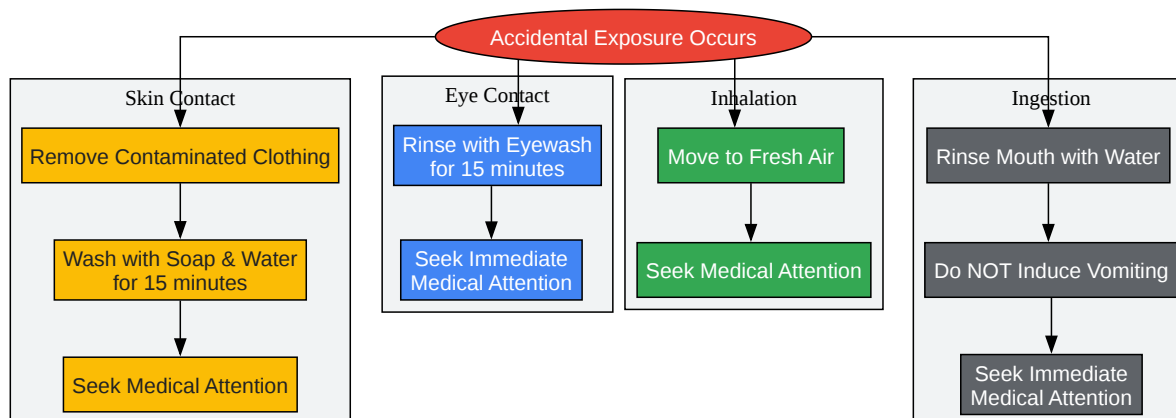 Accidental Exposure Occurs
Skin Contact
Remove Contaminated Clothing
Wash with Soap & Water
for 15 minutes
Seek Medical Attention
Eye Contact
Rinse with Eyewash
for 15 minutes
Seek Immediate
Medical Attention
Inhalation
Move to Fresh Air
Seek Medical Attention
Ingestion
Rinse Mouth with Water
Do NOT Induce Vomiting
Seek Immediate
Medical Attention